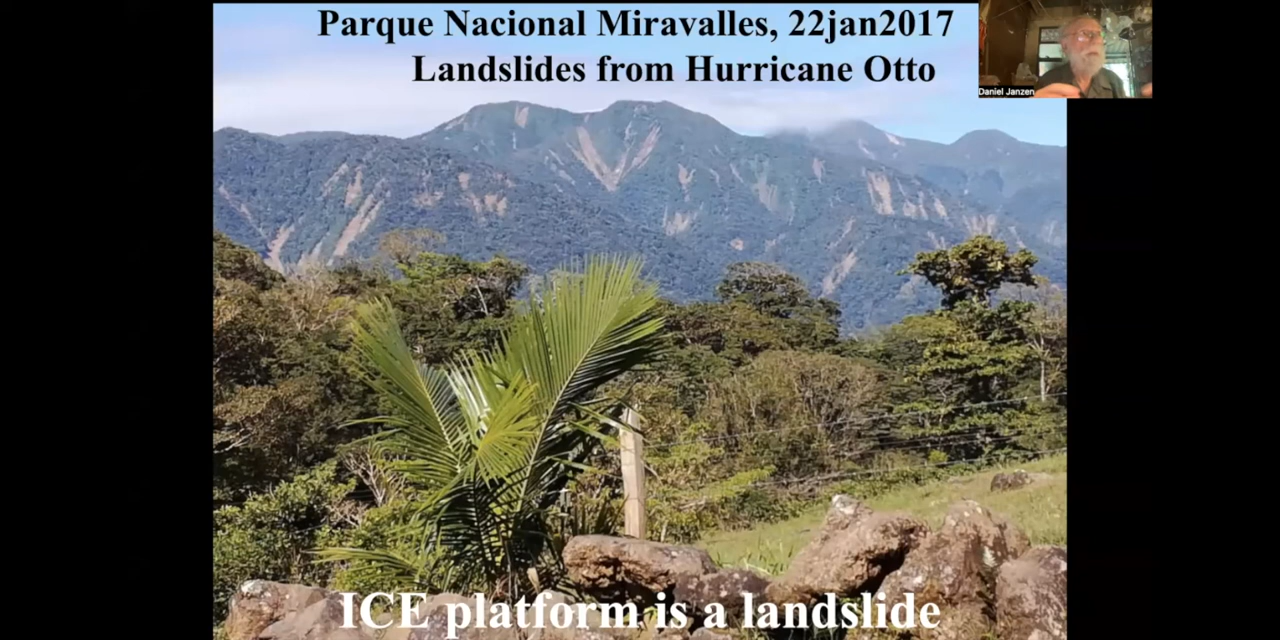 Parque Nacional Miravalles, 22jan2017
Landslides from Hurricane Otto
Daniel Janzen
ICE platform is a landslide